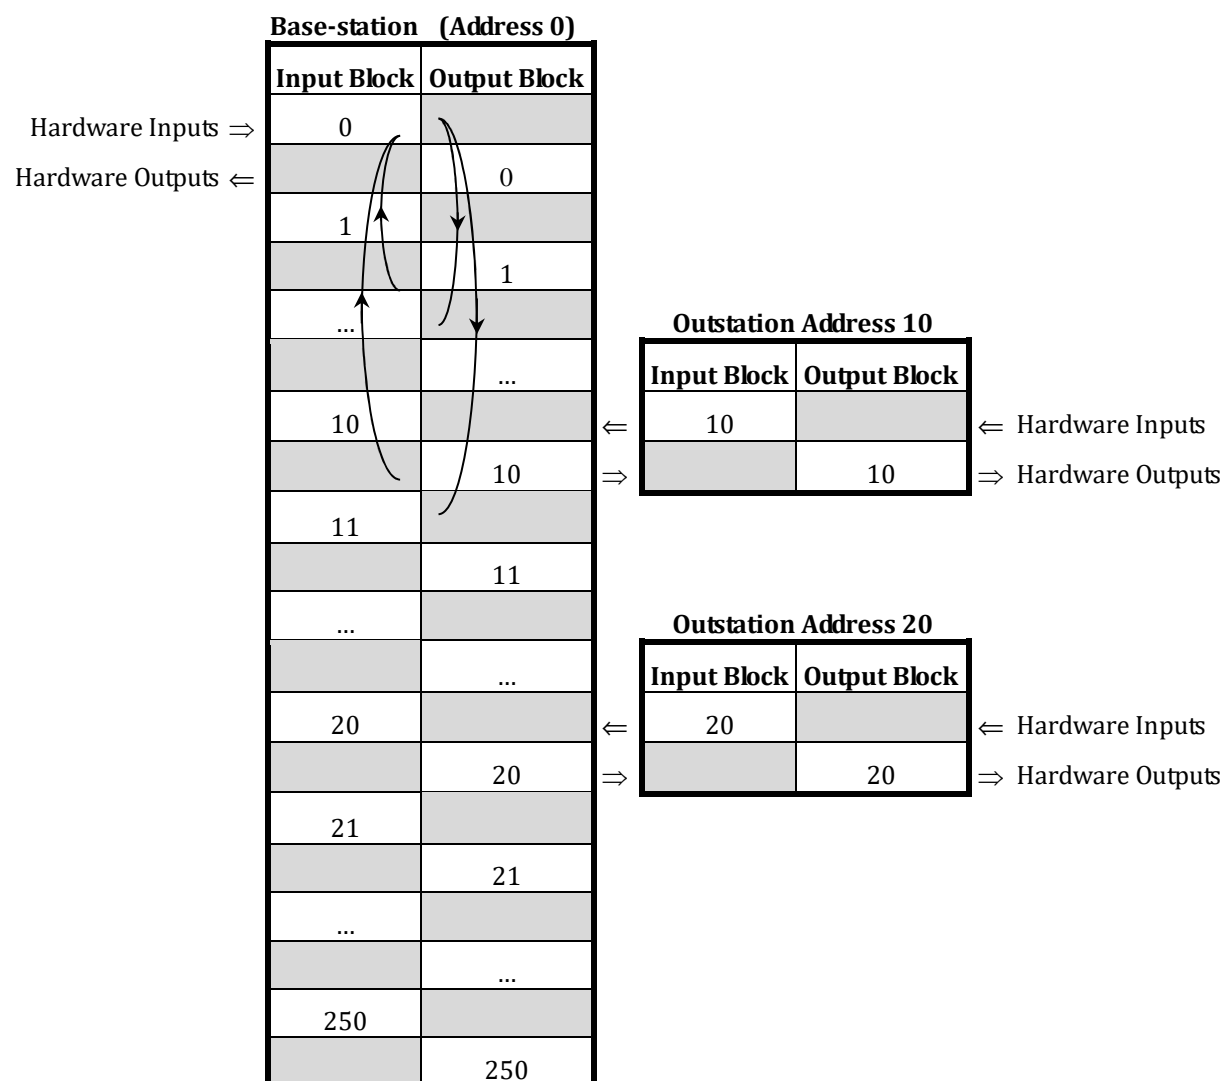 Base-station (Address 0)
Input Block Output Block
Hardware Inputs ⇒ 0
Hardware Outputs ⇐ 0
1
1
...
Outstation Address 10
... Input Block Output Block
10 ⇐ 10 ⇐ Hardware Inputs
10 ⇒ 10 ⇒ Hardware Outputs
11
11
...
Outstation Address 20
... Input Block Output Block
20 ⇐ 20 ⇐ Hardware Inputs
20 ⇒ 20 ⇒ Hardware Outputs
21
21
...
...
250
250